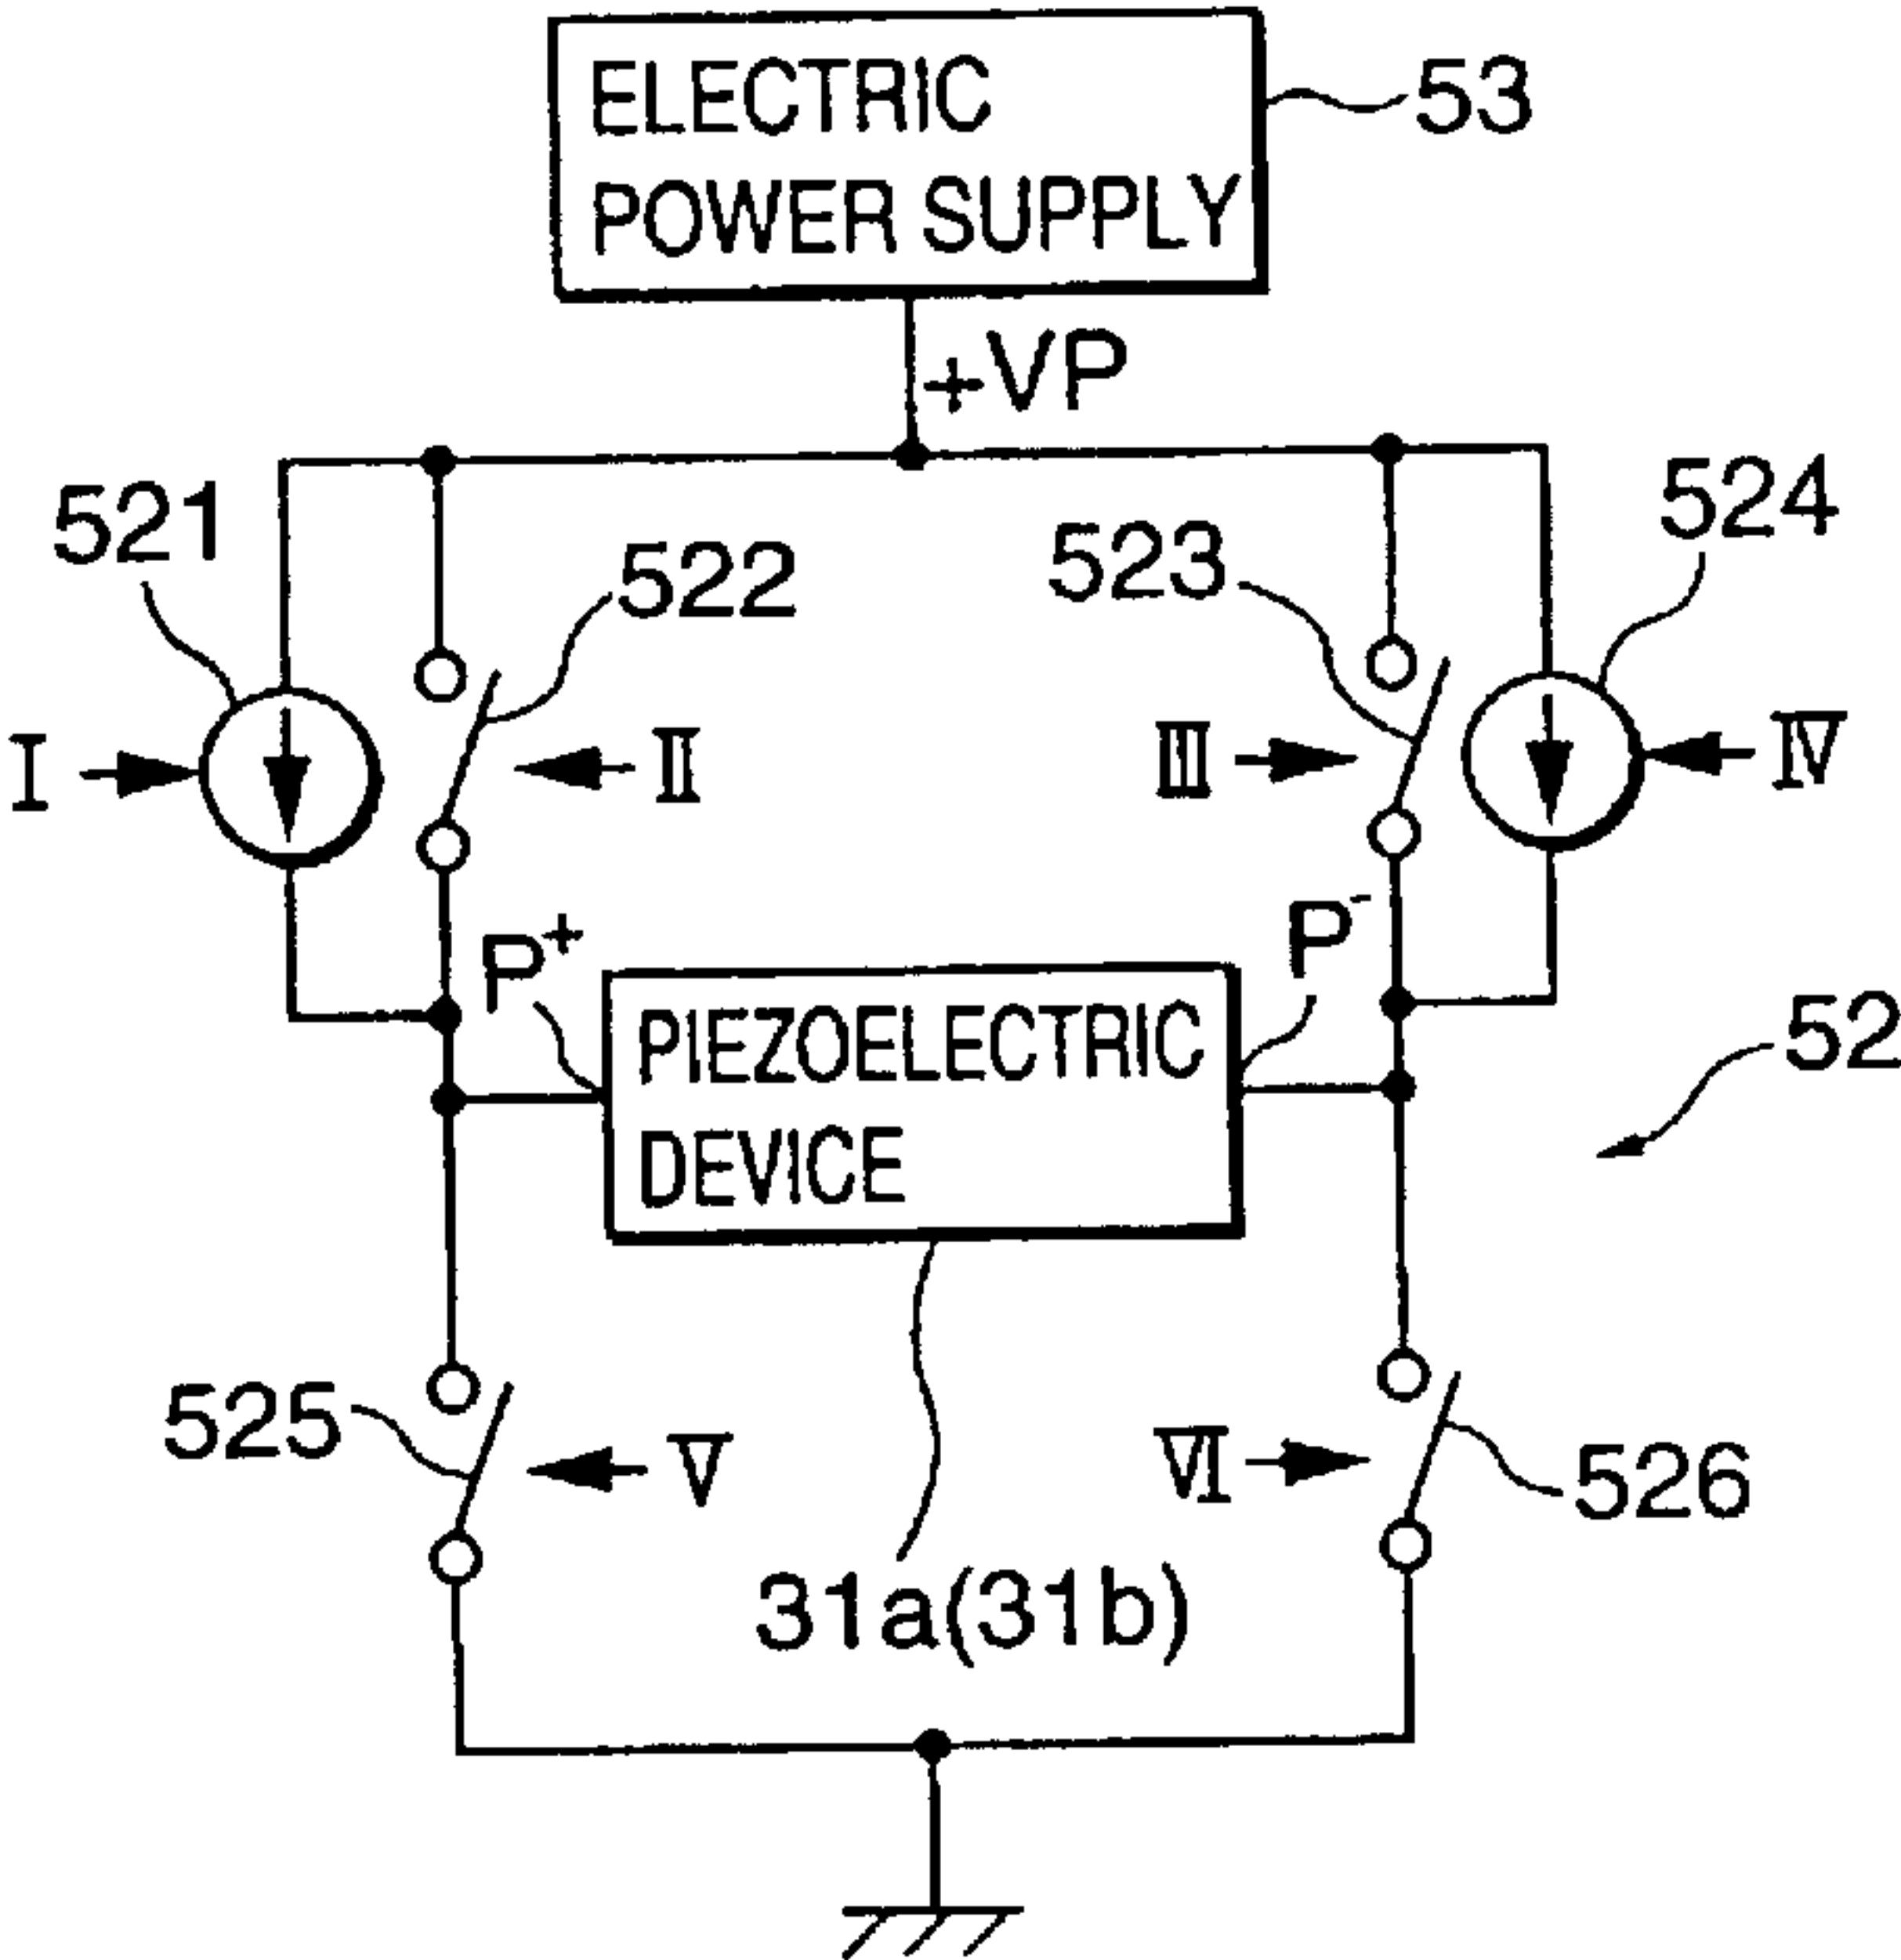 ELECTRIC
POWER SUPPLY
53
+VP
521
522
523
524
I
II
III
IV
P+
P-
PIEZOELECTRIC
DEVICE
52
525
V
VI
526
31a(31b)